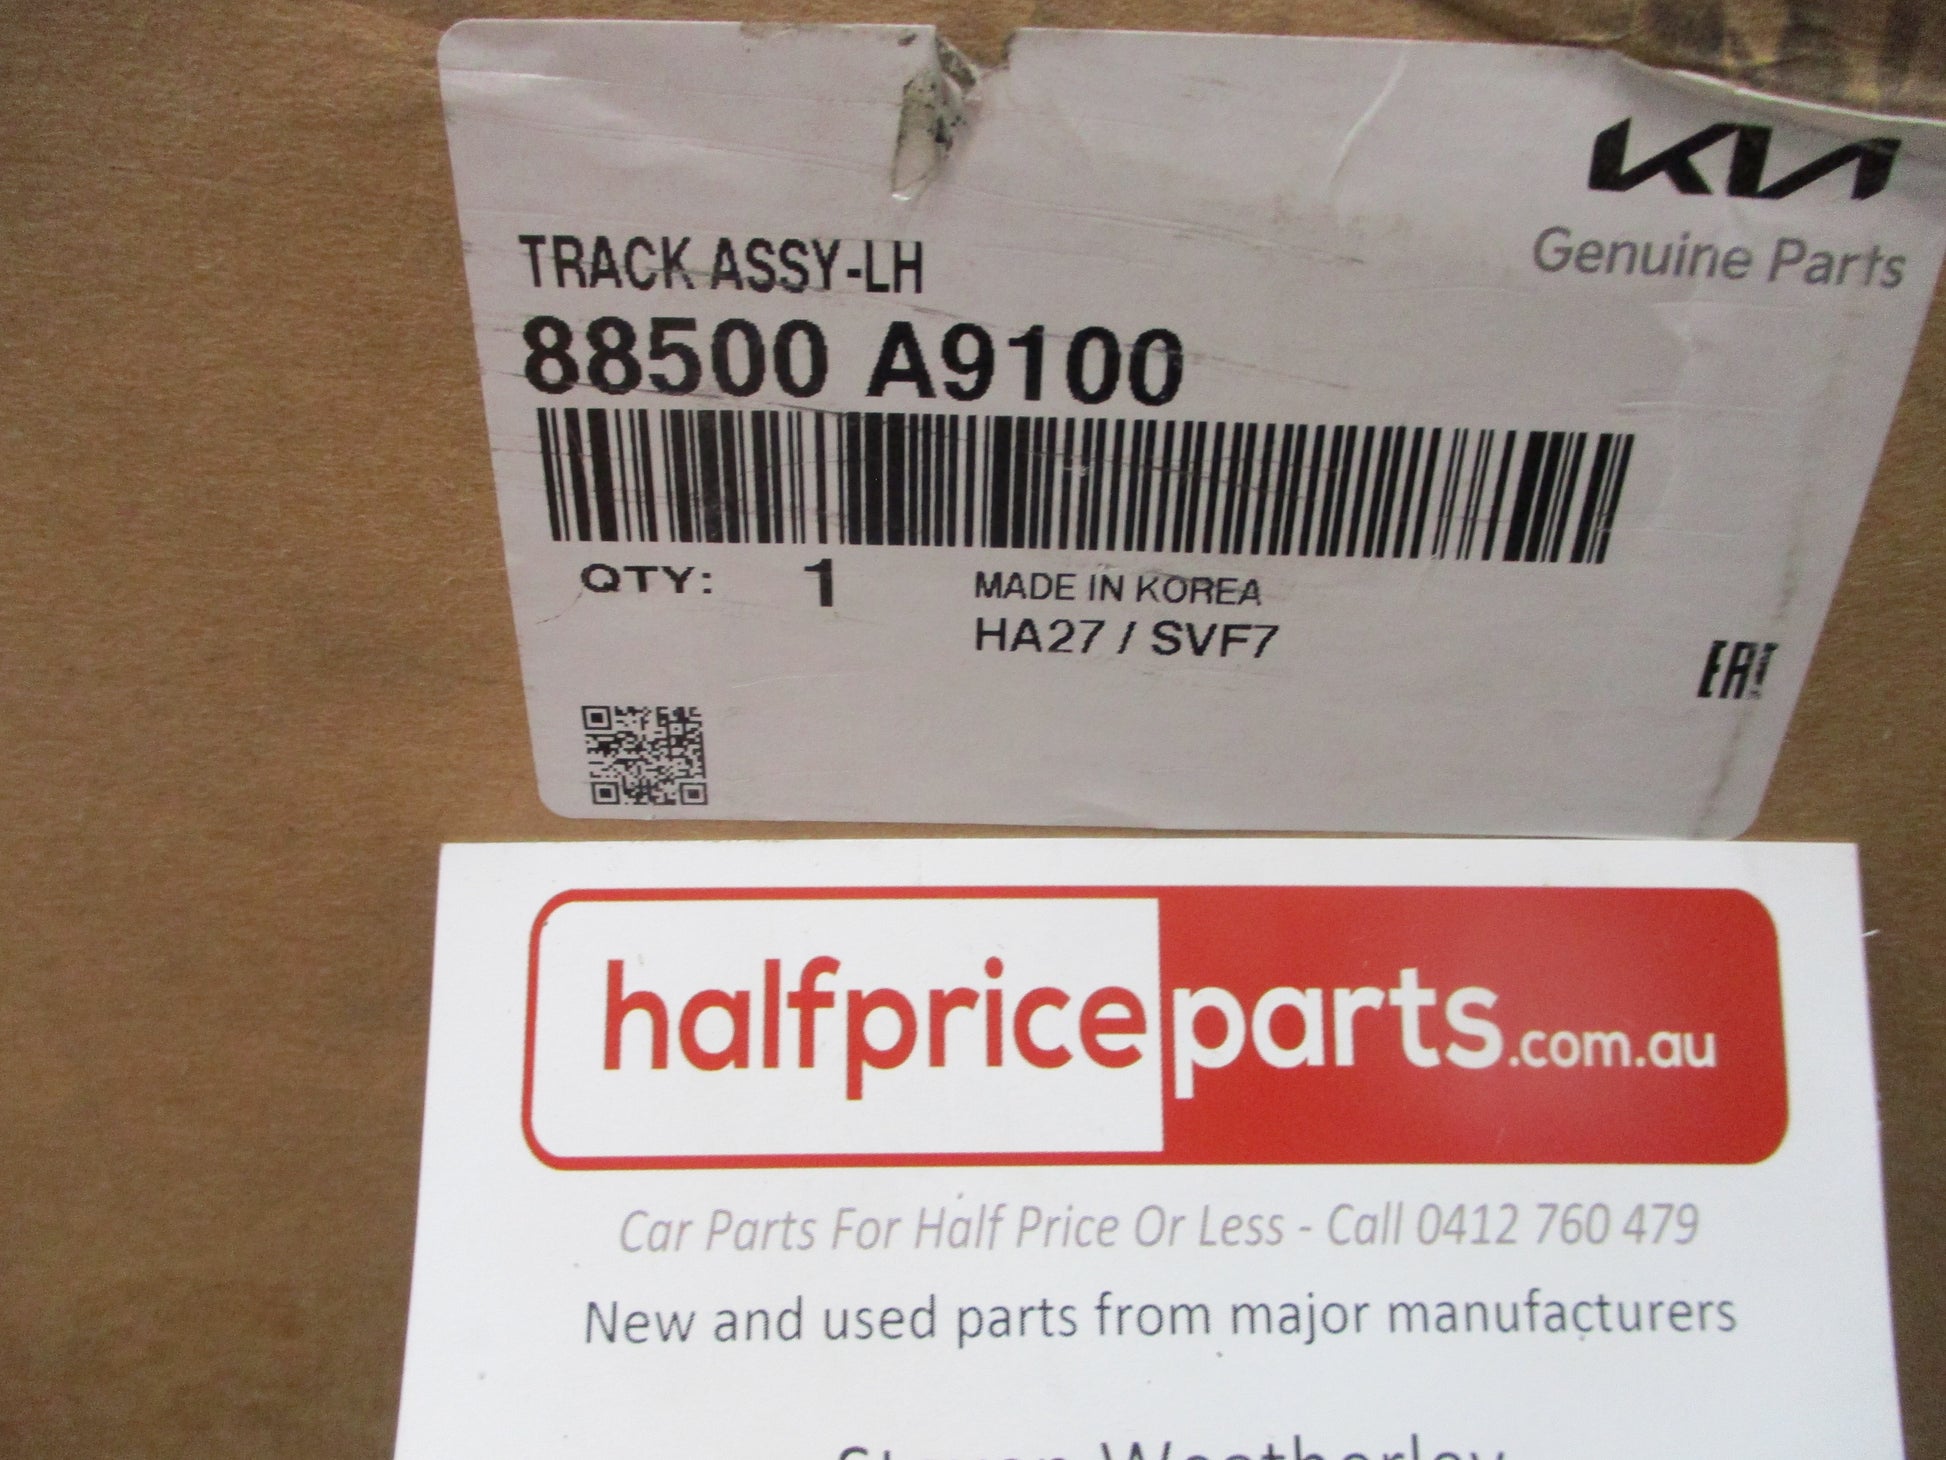 KIA
Genuine Parts
TRACK ASSY-LH
88500 A9100
QTY: 1
MADE IN KOREA
HA27 / SVF7
EAC
halfpriceparts.com.au
Car Parts For Half Price Or Less - Call 0412 760 479
New and used parts from major manufacturers
Weatherley